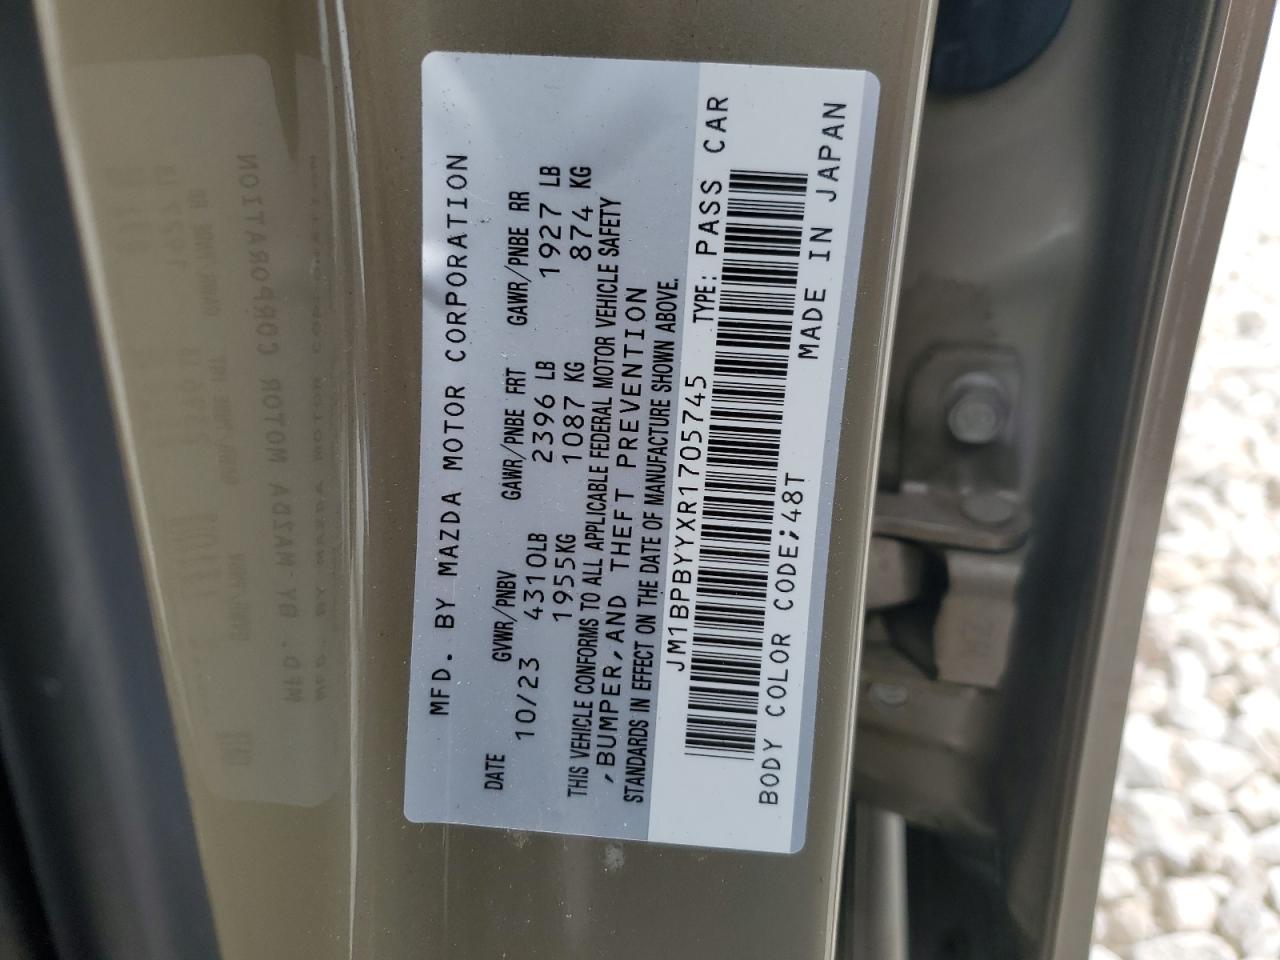 MFD. BY MAZDA MOTOR CORPORATION
DATE GVWR/PNBV GAWR/PNBE FRT GAWR/PNBE RR
10/23 4310LB 2396 LB 1927 LB
1955KG 1087 KG 874 KG
THIS VEHICLE CONFORMS TO ALL APPLICABLE FEDERAL MOTOR VEHICLE SAFETY
,BUMPER,AND THEFT PREVENTION
STANDARDS IN EFFECT ON THE DATE OF MANUFACTURE SHOWN ABOVE.
JM1BPBYYXR1705745 TYPE: PASS CAR
BODY COLOR CODE;48T MADE IN JAPAN